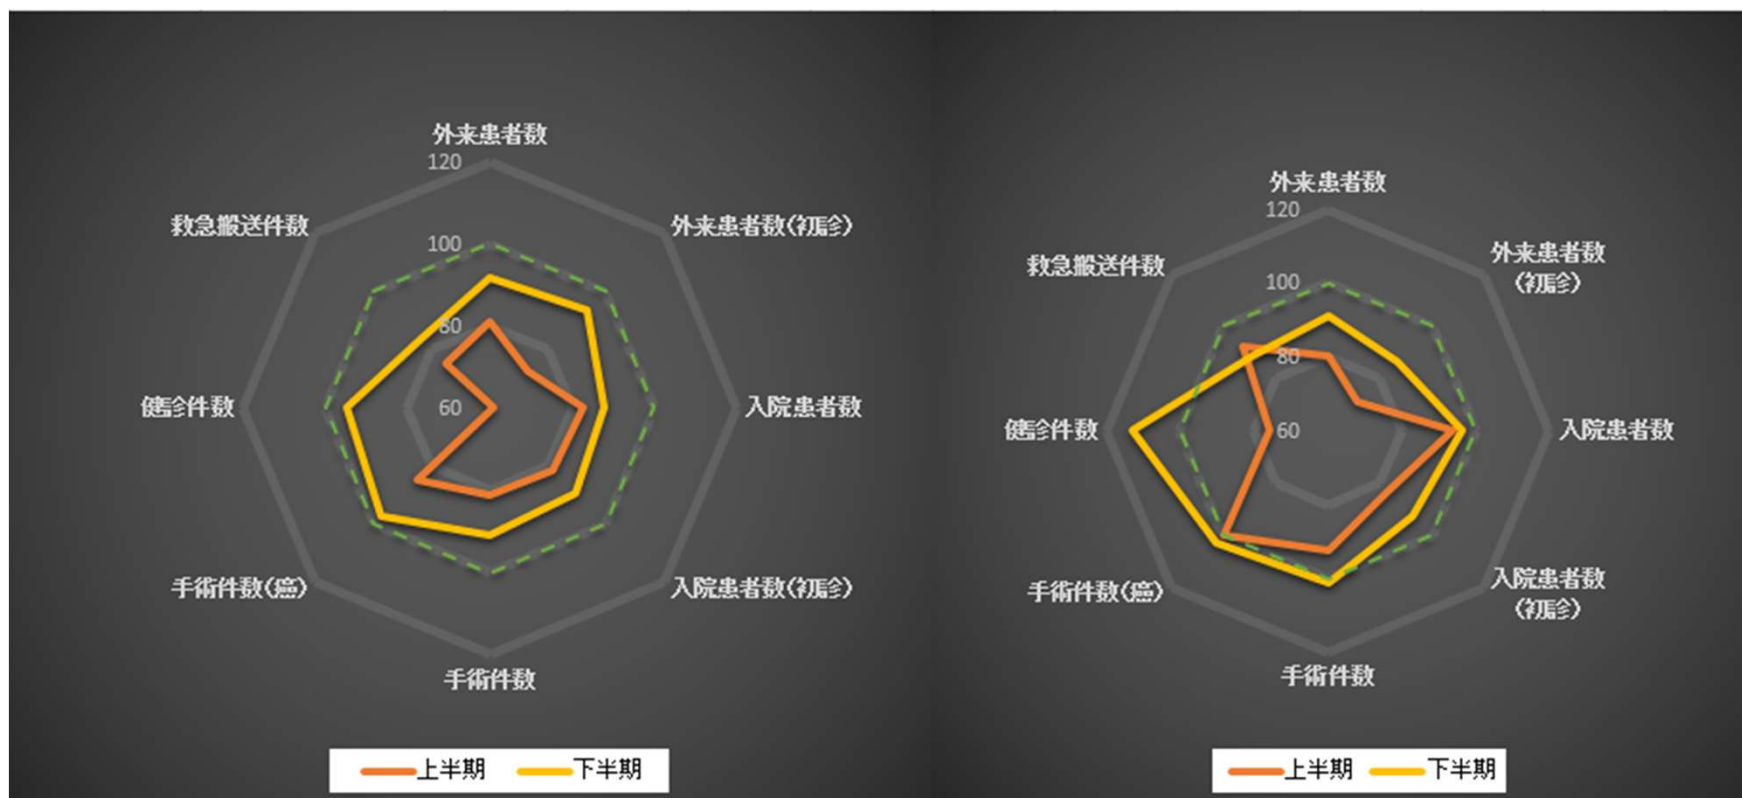 外来患者数
120
救急搬送件数
外来患者数(初診)
100
80
健診件数
60
入院患者数
手術件数(癌)
入院患者数(初診)
手術件数
上半期
下半期
外来患者数
120
救急搬送件数
外来患者数
(初診)
100
80
健診件数
60
入院患者数
手術件数(癌)
入院患者数
(初診)
手術件数
上半期
下半期